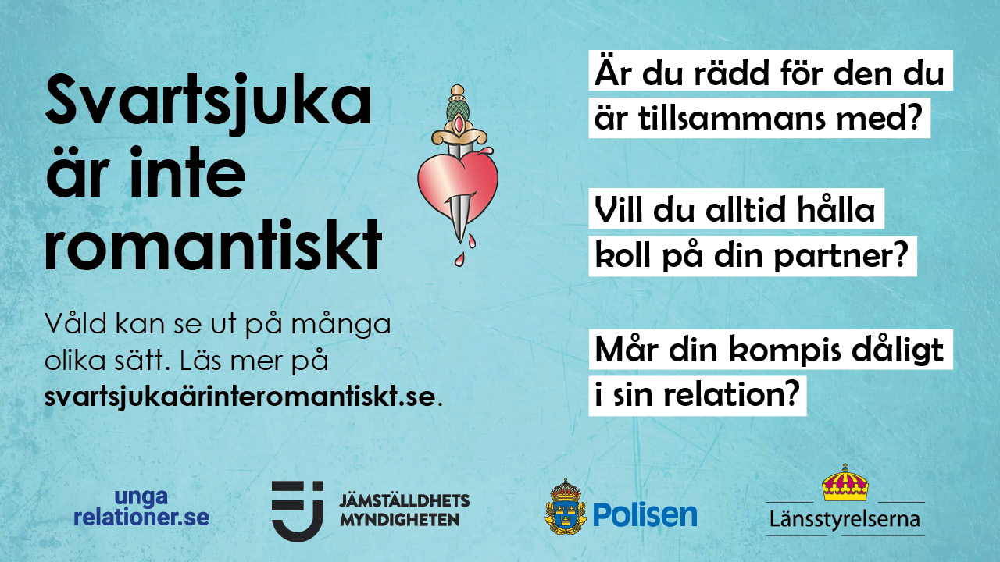 Svartsjuka
är inte
romantiskt
Våld kan se ut på många
olika sätt. Läs mer på
svartsjukaärinteromantiskt.se.
Är du rädd för den du
är tillsammans med?
Vill du alltid hålla
koll på din partner?
Mår din kompis dåligt
i sin relation?
unga
relationer.se
JÄMSTÄLLDHETS
MYNDIGHETEN
Polisen
Länsstyrelserna